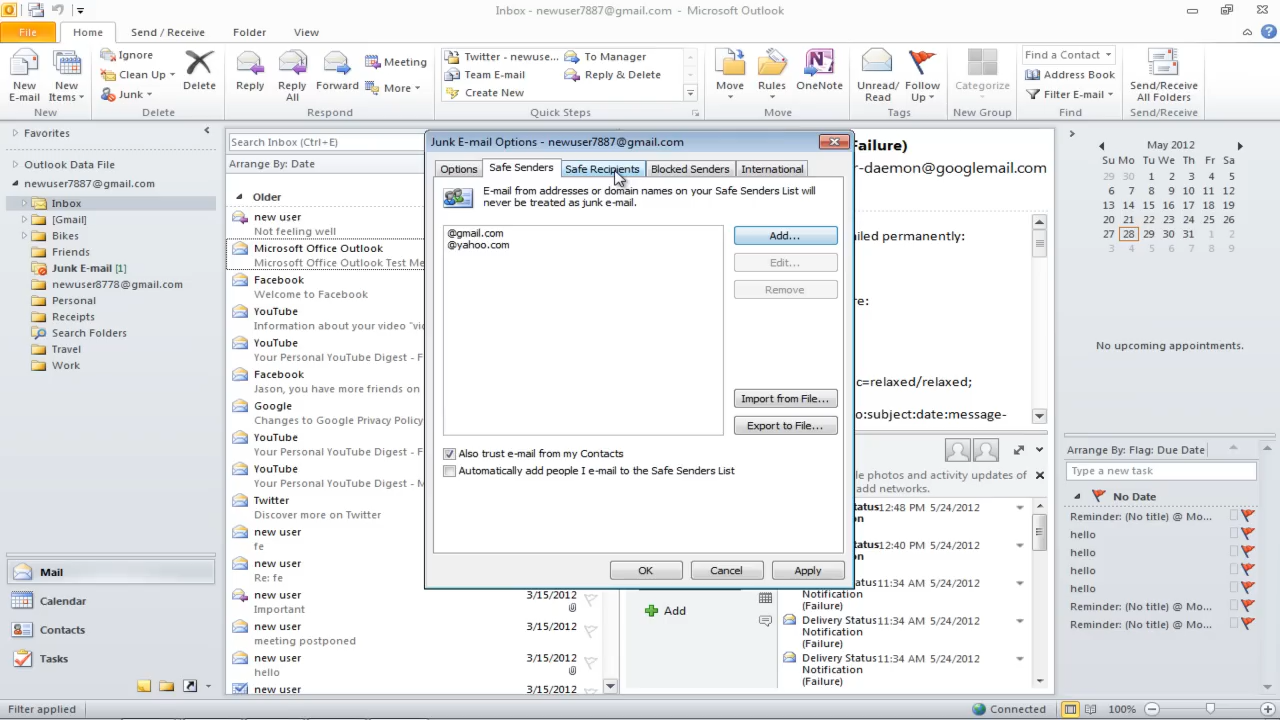 Inbox - newuser7887@gmail.com - Microsoft Outlook
File Home Send / Receive Folder View
New E-mail
New Items
Ignore
Clean Up
Junk
Delete
Delete
Reply
Reply All
Forward
Meeting
More
Respond
Twitter - newuse...
Team E-mail
Create New
To Manager
Reply & Delete
Quick Steps
Move
Rules
OneNote
Move
Unread/ Read
Follow Up
Tags
Categorize
New Group
Find a Contact
Address Book
Filter E-mail
Find
Send/Receive All Folders
Send/Receive
Favorites
Outlook Data File
newuser7887@gmail.com
Inbox
[Gmail]
Bikes
Friends
Junk E-mail [1]
newuser8778@gmail.com
Personal
Receipts
Search Folders
Travel
Work
Mail
Calendar
Contacts
Tasks
Search Inbox (Ctrl+E)
Arrange By: Date
Older
new user
Not feeling well
Microsoft Office Outlook
Microsoft Office Outlook Test Me
Facebook
Welcome to Facebook
YouTube
Information about your video "vi
YouTube
Your Personal YouTube Digest - F
Facebook
Jason, you have more friends on
Google
Changes to Google Privacy Policy
YouTube
Your Personal YouTube Digest - F
YouTube
Your Personal YouTube Digest - F
Twitter
Discover more on Twitter
new user
fe
new user
Re: fe
new user 3/15/2012
Important
new user 3/15/2012
meeting postponed
new user 3/15/2012
hello
new user 3/15/2012
Junk E-mail Options - newuser7887@gmail.com
Options Safe Senders Safe Recipients Blocked Senders International
E-mail from addresses or domain names on your Safe Senders List will
never be treated as junk e-mail.
@gmail.com
@yahoo.com
Add...
Edit...
Remove
Import from File...
Export to File...
Also trust e-mail from my Contacts
Automatically add people I e-mail to the Safe Senders List
OK Cancel Apply
Failure)
r-daemon@googlemail.com
ailed permanently:
re:
c=relaxed/relaxed;
o:subject:date:message-
le photos and activity updates of
add networks.
Add
Status 12:48 PM 5/24/2012
on
Status 12:40 PM 5/24/2012
on
Status 11:34 AM 5/24/2012
Notification
(Failure)
Delivery Status 11:34 AM 5/24/2012
Notification
(Failure)
Delivery Status 11:34 AM 5/24/2012
Notification
(Failure)
May 2012
Su Mo Tu We Th Fr Sa
29 30 1 2 3 4 5
6 7 8 9 10 11 12
13 14 15 16 17 18 19
20 21 22 23 24 25 26
27 28 29 30 31 1 2
3 4 5 6 7 8 9
No upcoming appointments.
Arrange By: Flag: Due Date
Type a new task
No Date
Reminder: (No title) @ Mo...
hello
hello
hello
hello
Reminder: (No title) @ Mo...
Reminder: (No title) @ Mo...
Filter applied
Connected
100%